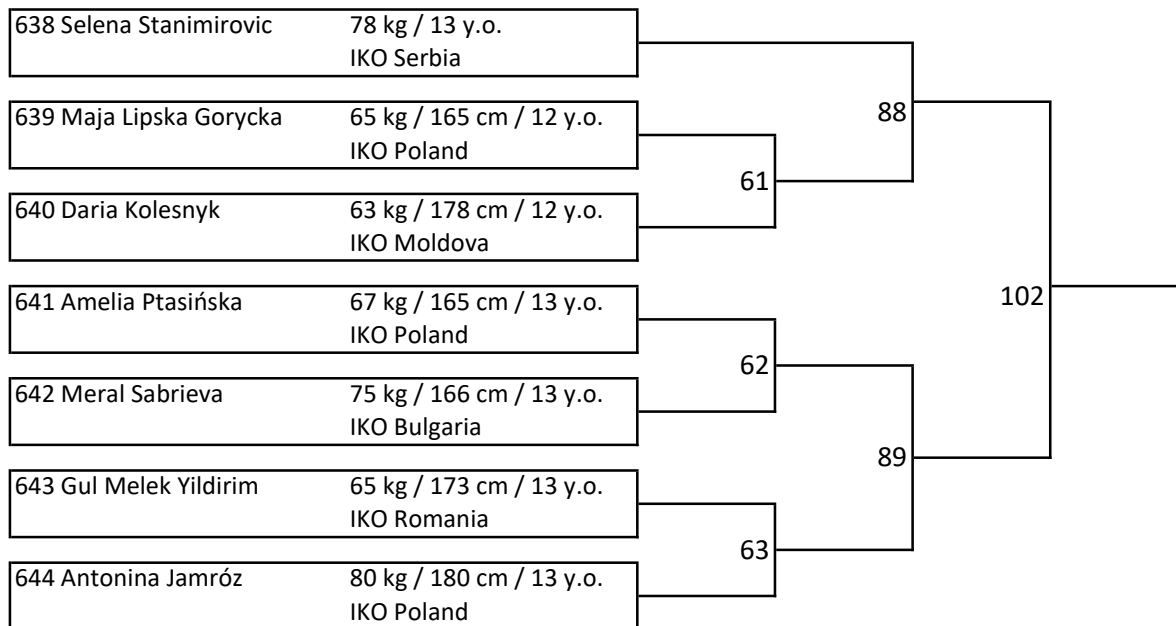 638 Selena Stanimirovic 78 kg / 13 y.o.
IKO Serbia
639 Maja Lipska Gorycka 65 kg / 165 cm / 12 y.o.
IKO Poland
88
61
640 Daria Kolesnyk 63 kg / 178 cm / 12 y.o.
IKO Moldova
641 Amelia Ptasińska 67 kg / 165 cm / 13 y.o.
IKO Poland
102
62
642 Meral Sabrieva 75 kg / 166 cm / 13 y.o.
IKO Bulgaria
89
643 Gul Melek Yildirim 65 kg / 173 cm / 13 y.o.
IKO Romania
63
644 Antonina Jamróz 80 kg / 180 cm / 13 y.o.
IKO Poland